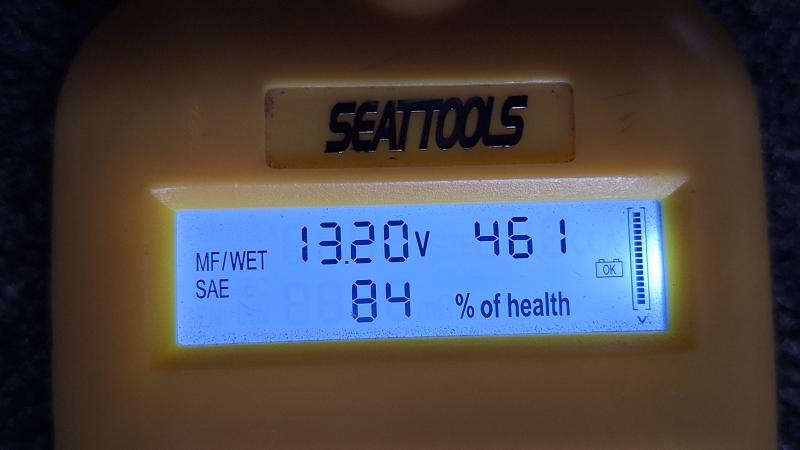 SEATTOOLS
MF/WET 13.20V 461
OK
SAE 84 % of health